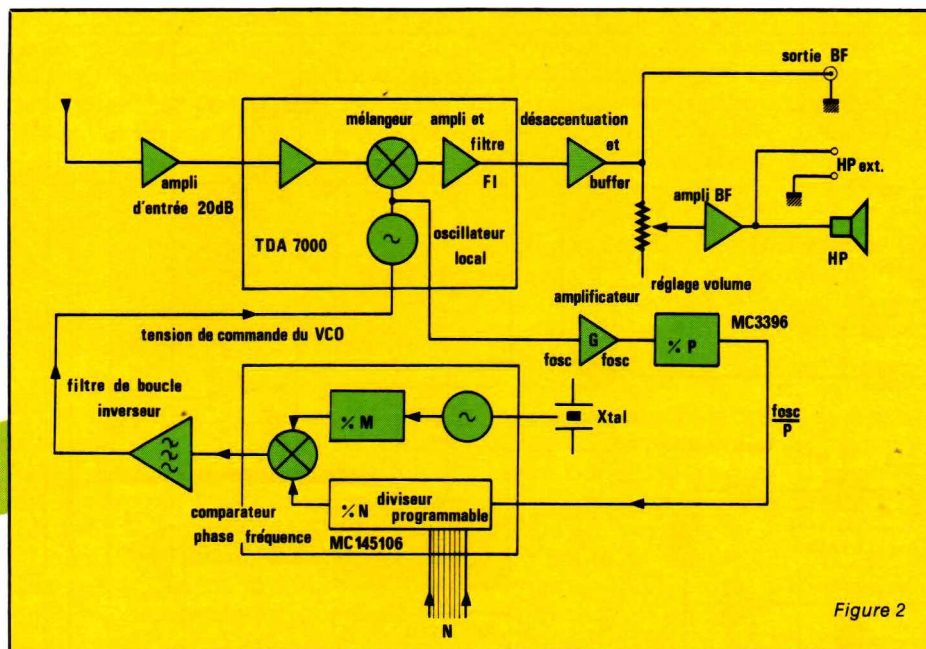 sortie BF
mélangeur
ampli et
filtre
FI
désaccentuation
et
buffer
HP ext.
ampli BF
HP
ampli
d'entrée 20dB
TDA 7000
oscillateur
local
réglage volume
tension de commande du VCO
amplificateur
MC3396
G
fosc
fosc
% P
Xtal
fosc
P
filtre de boucle
inverseur
% M
comparateur
phase fréquence
% N
diviseur
programmable
MC145106
N
Figure 2